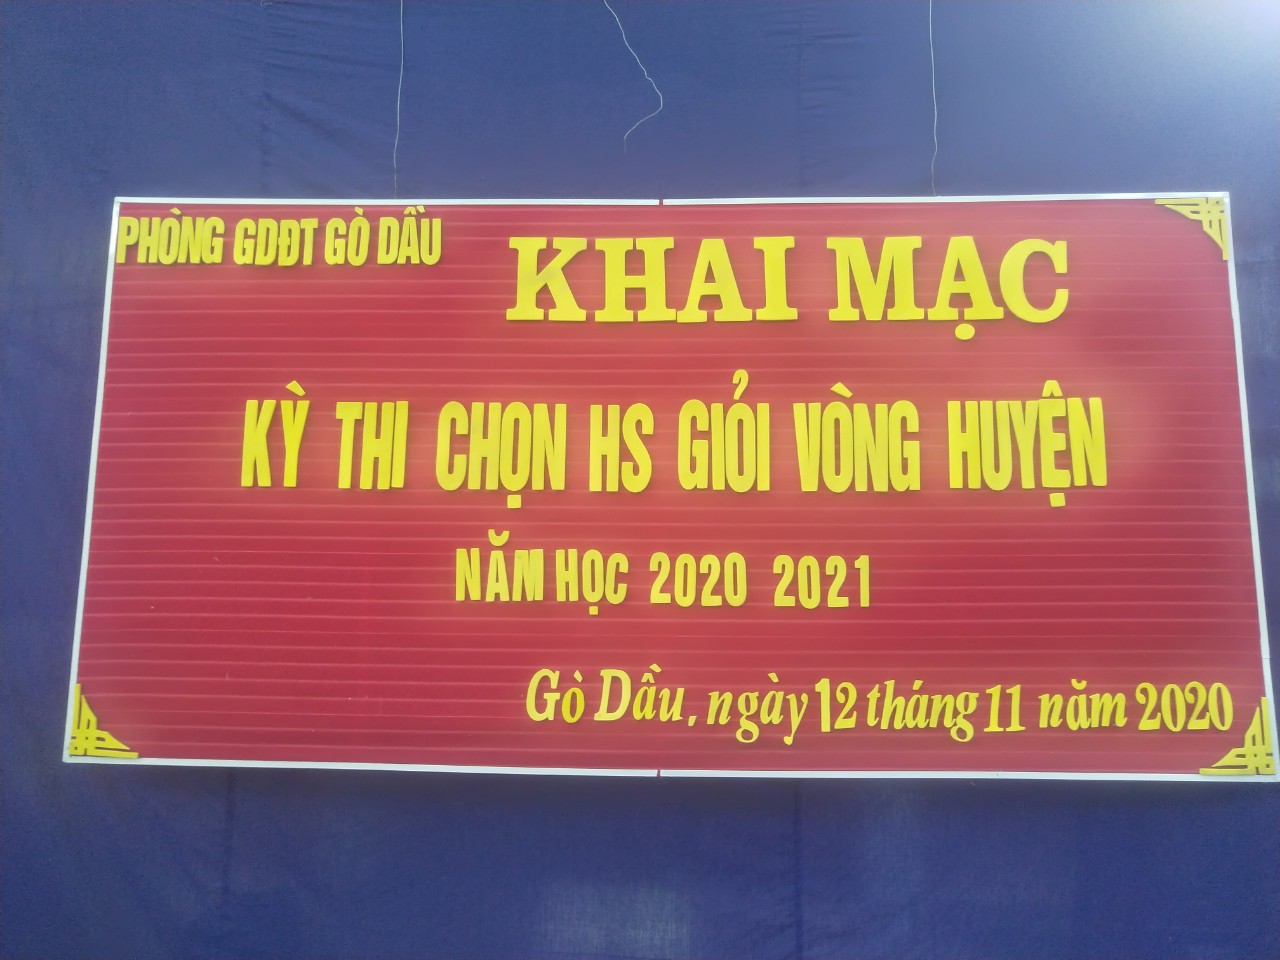 PHÒNG GDĐT GÒ DẦU
KHAI MẠC
KỲ THI CHỌN HS GIỎI VÒNG HUYỆN
NĂM HỌC 2020 2021
Gò Dầu, ngày 12 tháng 11 năm 2020